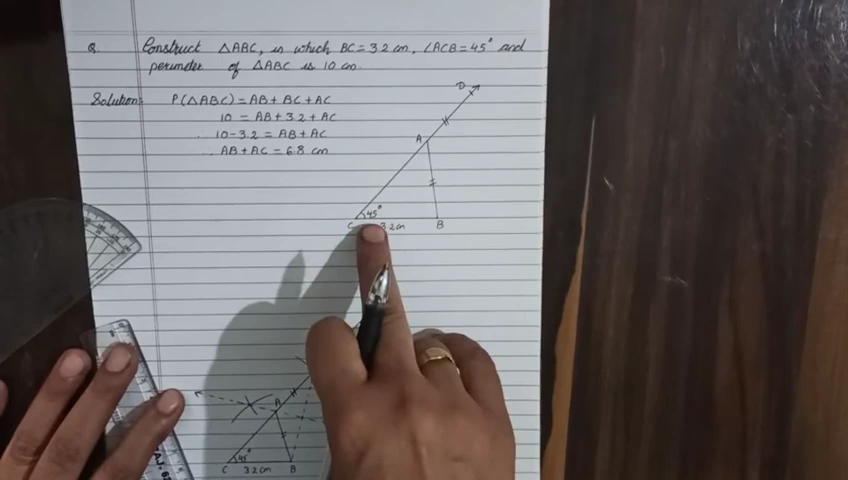 Q. Construct △ABC, in which BC = 3.2 cm, ∠ACB = 45° and
perimeter of △ABC is 10 cm.
Solution: P(△ABC) = AB + BC + AC
10 = AB + 3.2 + AC
∴ 10 - 3.2 = AB + AC
∴ AB + AC = 6.8 cm
D
A
45°
C 3.2 cm B
A
45°
C 3.2 cm B